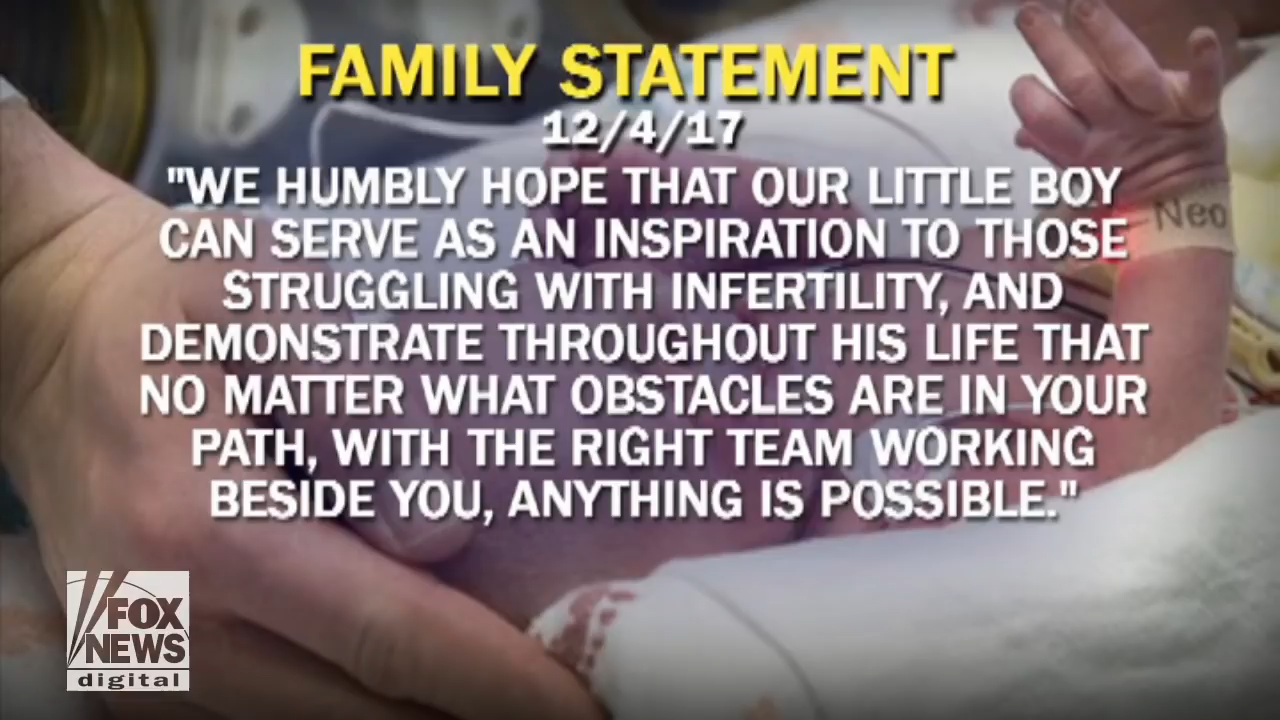 FAMILY STATEMENT
12/4/17
"WE HUMBLY HOPE THAT OUR LITTLE BOY
CAN SERVE AS AN INSPIRATION TO THOSE
STRUGGLING WITH INFERTILITY, AND
DEMONSTRATE THROUGHOUT HIS LIFE THAT
NO MATTER WHAT OBSTACLES ARE IN YOUR
PATH, WITH THE RIGHT TEAM WORKING
BESIDE YOU, ANYTHING IS POSSIBLE."
Neo
FOX
NEWS
digital